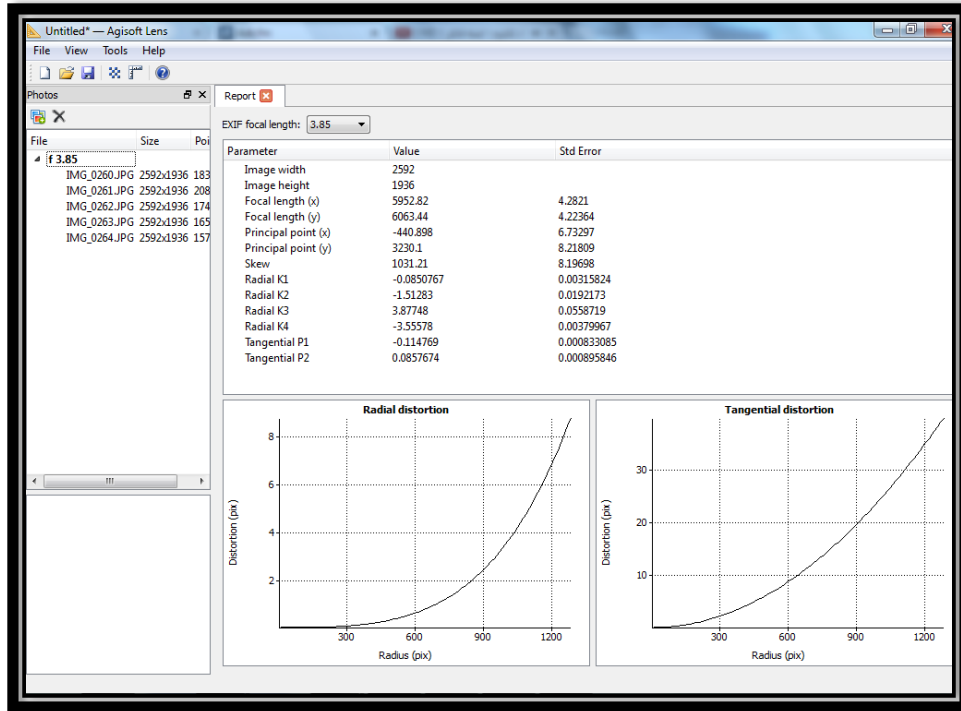 Untitled* — Agisoft Lens
File View Tools Help
Photos
Report
EXIF focal length: 3.85
File Size Poi
f 3.85
IMG_0260.JPG 2592x1936 183
IMG_0261.JPG 2592x1936 208
IMG_0262.JPG 2592x1936 174
IMG_0263.JPG 2592x1936 165
IMG_0264.JPG 2592x1936 157
Parameter Value Std Error
Image width 2592
Image height 1936
Focal length (x) 5952.82 4.2821
Focal length (y) 6063.44 4.22364
Principal point (x) -440.898 6.73297
Principal point (y) 3230.1 8.21809
Skew 1031.21 8.19698
Radial K1 -0.0850767 0.00315824
Radial K2 -1.51283 0.0192173
Radial K3 3.87748 0.0558719
Radial K4 -3.55578 0.00379967
Tangential P1 -0.114769 0.000833085
Tangential P2 0.0857674 0.000895846
Radial distortion
Distortion (pix)
8
6
4
2
300 600 900 1200
Radius (pix)
Tangential distortion
Distortion (pix)
30
20
10
300 600 900 1200
Radius (pix)